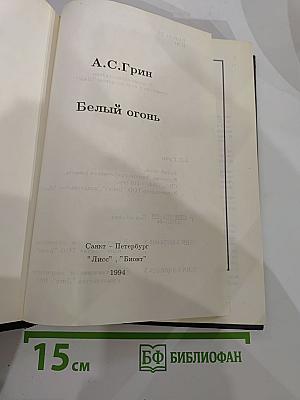 А.С.Грин
Белый огонь
Санкт - Петербург
"Лисс" , "Бионт"
1994
15 см
БФ БИБЛИОФАН